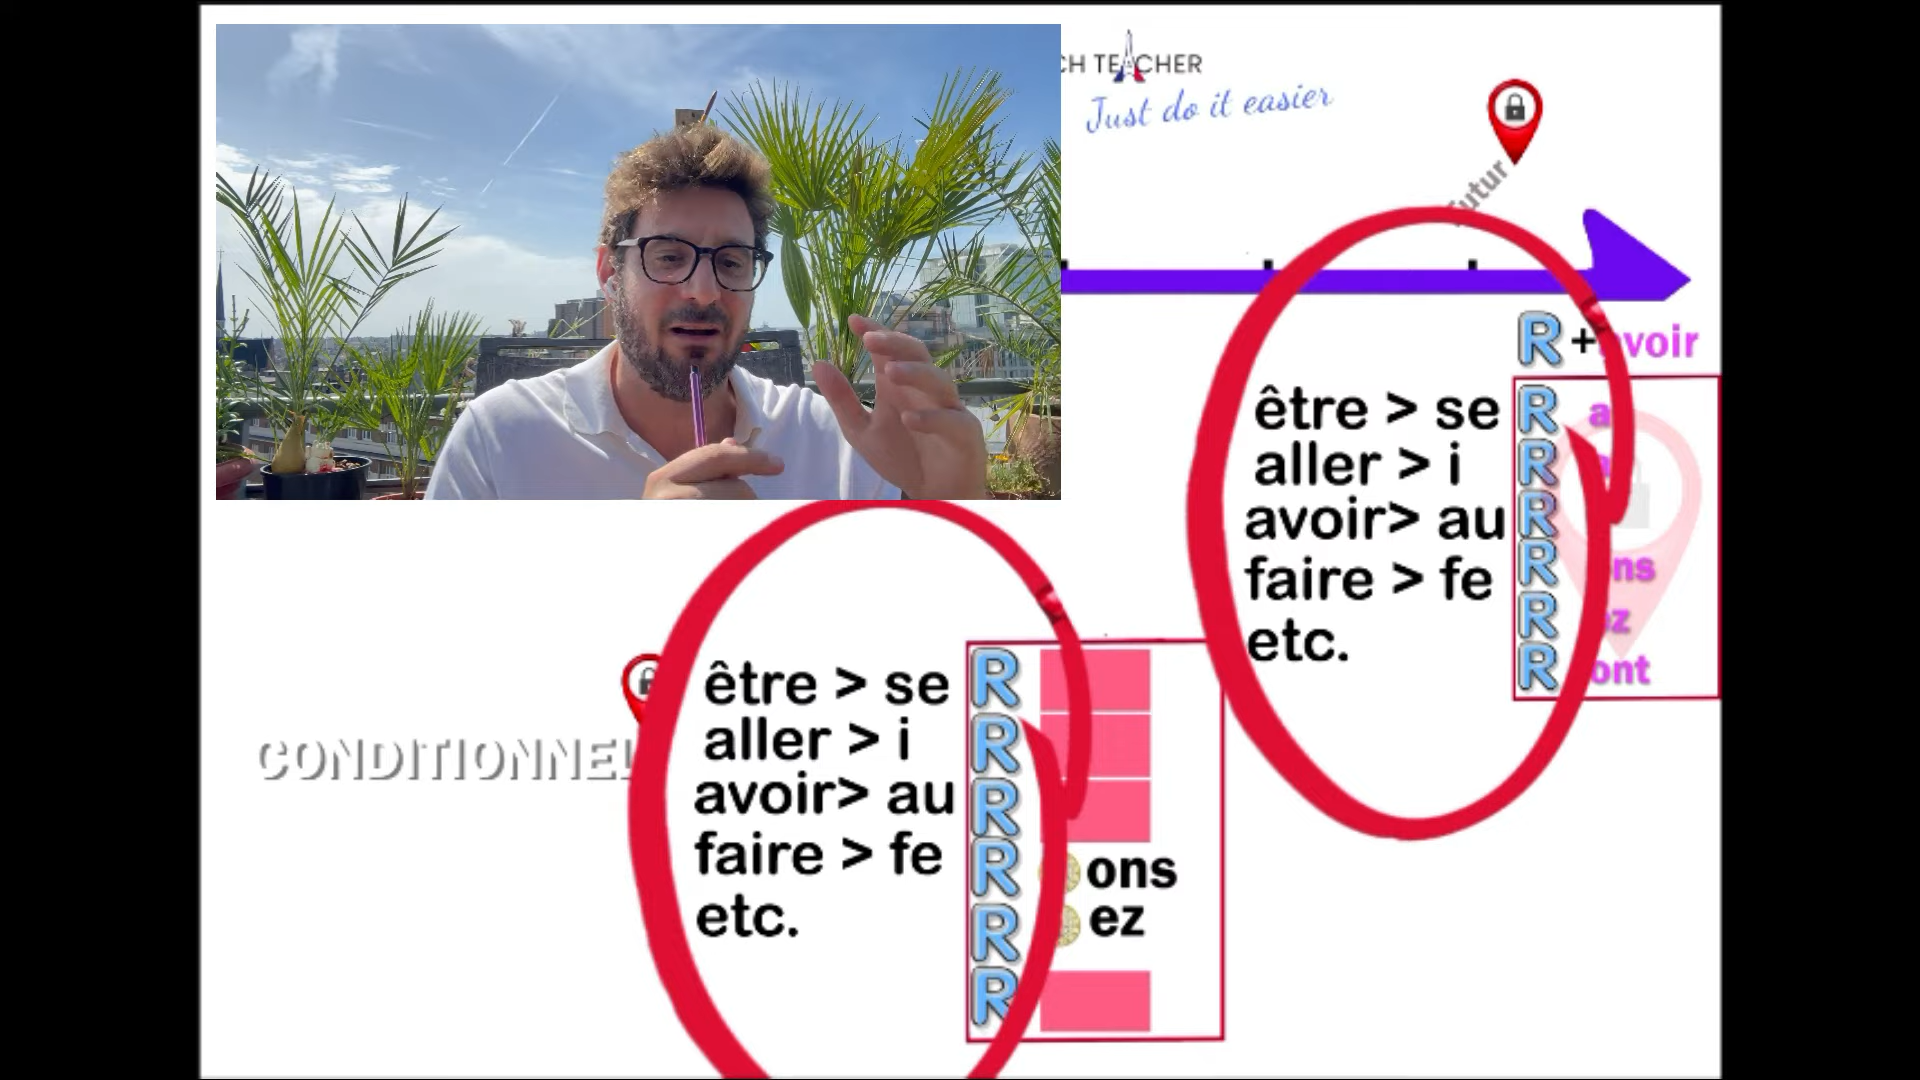 CH TEACHER
Just do it easier
Futur
R + avoir
être > se R
aller > i R
avoir> au R
faire > fe R ons
etc. R ez
R ont
CONDITIONNEL
être > se R
aller > i R
avoir> au R
faire > fe R ons
etc. R ez
R